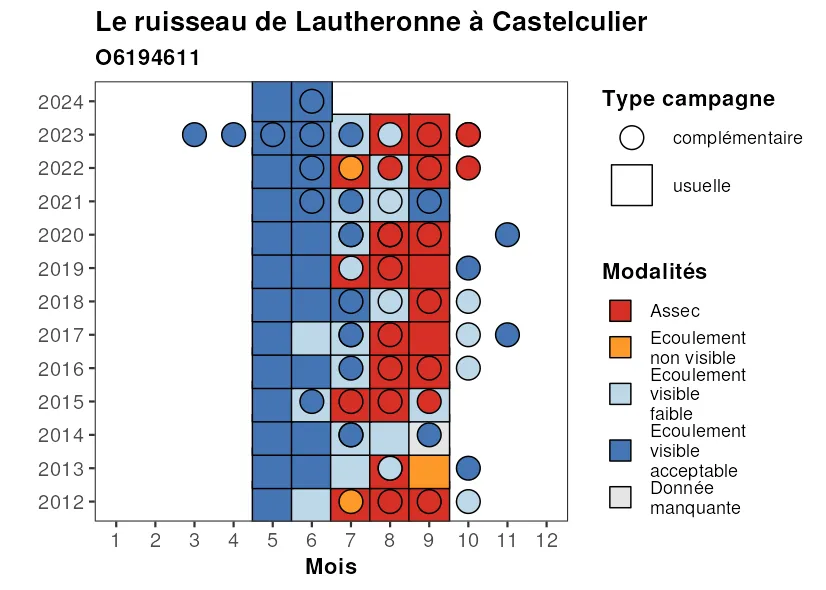 Le ruisseau de Lautheronne à Castelculier
O6194611
2024
2023
2022
2021
2020
2019
2018
2017
2016
2015
2014
2013
2012
1 2 3 4 5 6 7 8 9 10 11 12
Mois
Type campagne
complémentaire
usuelle
Modalités
Assec
Ecoulement
non visible
Ecoulement
visible
faible
Ecoulement
visible
acceptable
Donnée
manquante